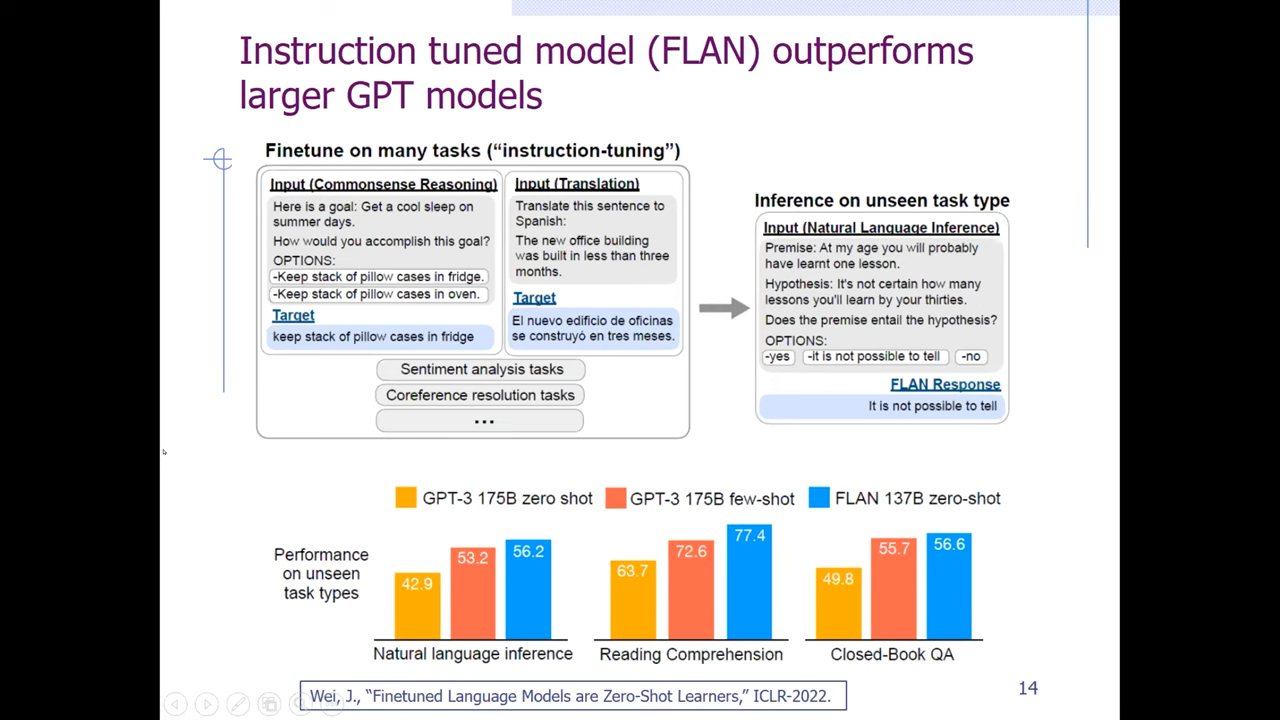 Instruction tuned model (FLAN) outperforms
larger GPT models
Finetune on many tasks (“instruction-tuning”)
Input (Commonsense Reasoning)
Here is a goal: Get a cool sleep on
summer days.
How would you accomplish this goal?
OPTIONS:
-Keep stack of pillow cases in fridge.
-Keep stack of pillow cases in oven.
Target
keep stack of pillow cases in fridge
Input (Translation)
Translate this sentence to
Spanish:
The new office building
was built in less than three
months.
Target
El nuevo edificio de oficinas
se construyó en tres meses.
Sentiment analysis tasks
Coreference resolution tasks
...
Inference on unseen task type
Input (Natural Language Inference)
Premise: At my age you will probably
have learnt one lesson.
Hypothesis: It's not certain how many
lessons you'll learn by your thirties.
Does the premise entail the hypothesis?
OPTIONS:
-yes -it is not possible to tell -no
FLAN Response
It is not possible to tell
GPT-3 175B zero shot GPT-3 175B few-shot FLAN 137B zero-shot
Performance
on unseen
task types
42.9 53.2 56.2
63.7 72.6 77.4
49.8 55.7 56.6
Natural language inference Reading Comprehension Closed-Book QA
Wei, J., “Finetuned Language Models are Zero-Shot Learners,” ICLR-2022.
14